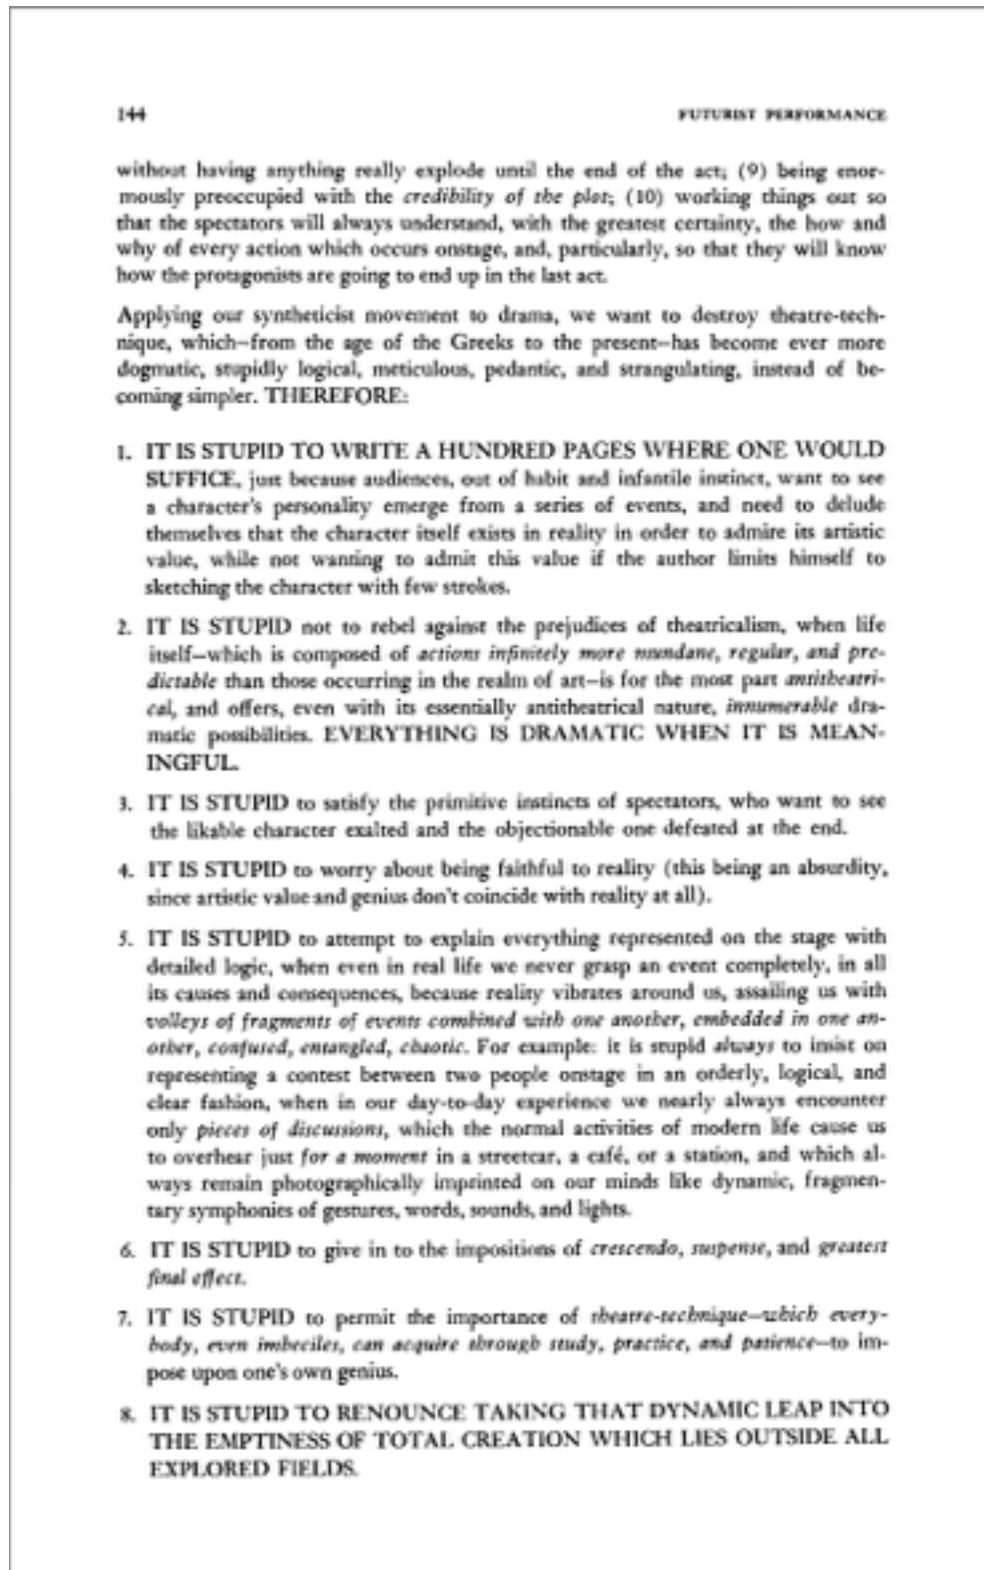 144 FUTURIST PERFORMANCE
without having anything really explode until the end of the act; (9) being enor-
mously preoccupied with the credibility of the plot; (10) working things out so
that the spectators will always understand, with the greatest certainty, the how and
why of every action which occurs onstage, and, particularly, so that they will know
how the protagonists are going to end up in the last act.
Applying our syntheticist movement to drama, we want to destroy theatre-tech-
nique, which—from the age of the Greeks to the present—has become ever more
dogmatic, stupidly logical, meticulous, pedantic, and strangulating, instead of be-
coming simpler. THEREFORE:
1. IT IS STUPID TO WRITE A HUNDRED PAGES WHERE ONE WOULD
SUFFICE, just because audiences, out of habit and infantile instinct, want to see
a character's personality emerge from a series of events, and need to delude
themselves that the character itself exists in reality in order to admire its artistic
value, while not wanting to admit this value if the author limits himself to
sketching the character with few strokes.
2. IT IS STUPID not to rebel against the prejudices of theatricalism, when life
itself—which is composed of actions infinitely more mundane, regular, and pre-
dictable than those occurring in the realm of art—is for the most part antitheatri-
cal, and offers, even with its essentially antitheatrical nature, innumerable dra-
matic possibilities. EVERYTHING IS DRAMATIC WHEN IT IS MEAN-
INGFUL.
3. IT IS STUPID to satisfy the primitive instincts of spectators, who want to see
the likable character exalted and the objectionable one defeated at the end.
4. IT IS STUPID to worry about being faithful to reality (this being an absurdity,
since artistic value and genius don't coincide with reality at all).
5. IT IS STUPID to attempt to explain everything represented on the stage with
detailed logic, when even in real life we never grasp an event completely, in all
its causes and consequences, because reality vibrates around us, assailing us with
volleys of fragments of events combined with one another, embedded in one an-
other, confused, entangled, chaotic. For example: it is stupid always to insist on
representing a contest between two people onstage in an orderly, logical, and
clear fashion, when in our day-to-day experience we nearly always encounter
only pieces of discussions, which the normal activities of modern life cause us
to overhear just for a moment in a streetcar, a café, or a station, and which al-
ways remain photographically imprinted on our minds like dynamic, fragmen-
tary symphonies of gestures, words, sounds, and lights.
6. IT IS STUPID to give in to the impositions of crescendo, suspense, and greatest
final effect.
7. IT IS STUPID to permit the importance of theatre-technique—which every-
body, even imbeciles, can acquire through study, practice, and patience—to im-
pose upon one's own genius.
8. IT IS STUPID TO RENOUNCE TAKING THAT DYNAMIC LEAP INTO
THE EMPTINESS OF TOTAL CREATION WHICH LIES OUTSIDE ALL
EXPLORED FIELDS.